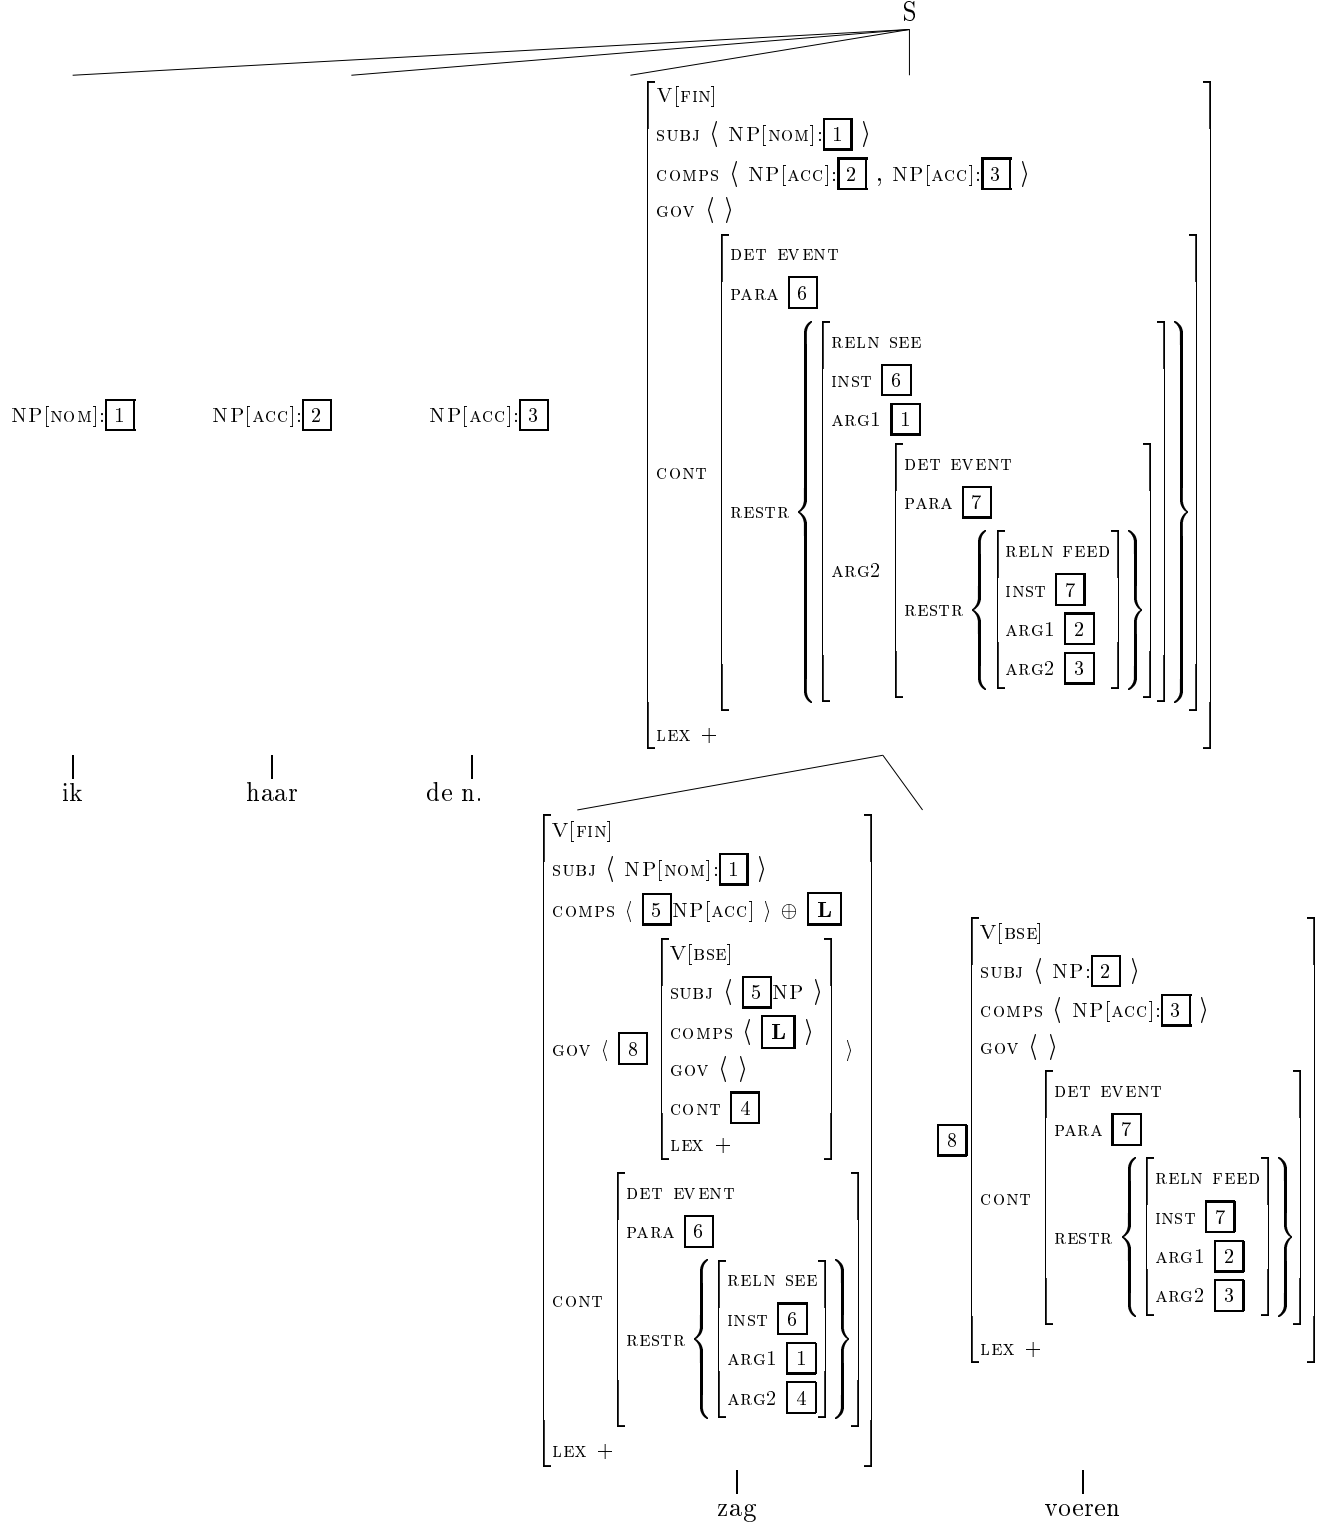 S
V[FIN]
SUBJ ⟨ NP[NOM]:1 ⟩
COMPS ⟨ NP[ACC]:2 , NP[ACC]:3 ⟩
GOV ⟨ ⟩
DET EVENT
PARA 6
RELN SEE
INST 6
NP[NOM]:1 NP[ACC]:2 NP[ACC]:3
ARG1 1
DET EVENT
CONT
PARA 7
RESTR
RELN FEED
ARG2
INST 7
RESTR
ARG1 2
ARG2 3
LEX +
ik haar de n.
V[FIN]
SUBJ ⟨ NP[NOM]:1 ⟩
COMPS ⟨ 5NP[ACC] ⟩ ⊕ L
V[BSE]
SUBJ ⟨ 5NP ⟩
COMPS ⟨ L ⟩
GOV ⟨ 8 ⟩
GOV ⟨ ⟩
CONT 4
LEX +
DET EVENT
PARA 6
RELN SEE
CONT
INST 6
RESTR
ARG1 1
ARG2 4
LEX +
V[BSE]
SUBJ ⟨ NP:2 ⟩
COMPS ⟨ NP[ACC]:3 ⟩
GOV ⟨ ⟩
DET EVENT
PARA 7
8
RELN FEED
CONT
INST 7
RESTR
ARG1 2
ARG2 3
LEX +
zag voeren